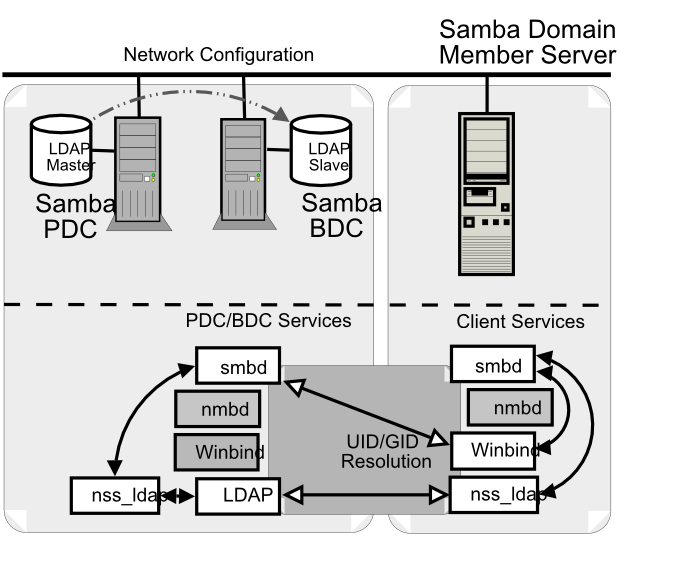 Samba Domain
Member Server
Network Configuration
LDAP
Master
LDAP
Slave
Samba
PDC
Samba
BDC
PDC/BDC Services
Client Services
smbd
smbd
nmbd
nmbd
UID/GID
Resolution
Winbind
Winbind
nss_ldap
LDAP
nss_ldap